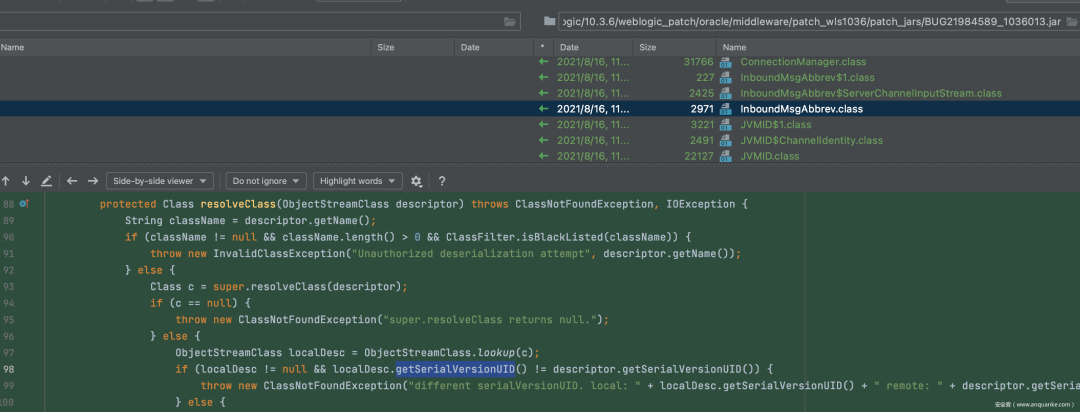 ogic/10.3.6/weblogic_patch/oracle/middleware/patch_wls1036/patch_jars/BUG21984589_1036013.jar
Name Size Date * Date Size Name
2021/8/16, 11... 31766 ConnectionManager.class
2021/8/16, 11... 227 InboundMsgAbbrev$1.class
2021/8/16, 11... 2425 InboundMsgAbbrev$ServerChannelInputStream.class
2021/8/16, 11... 2971 InboundMsgAbbrev.class
2021/8/16, 11... 3221 JVMID$1.class
2021/8/16, 11... 2491 JVMID$ChannelIdentity.class
2021/8/16, 11... 22127 JVMID.class
Side-by-side viewer Do not ignore Highlight words ?
88 protected Class resolveClass(ObjectStreamClass descriptor) throws ClassNotFoundException, IOException {
89 String className = descriptor.getName();
90 if (className != null && className.length() > 0 && ClassFilter.isBlackListed(className)) {
91 throw new InvalidClassException("Unauthorized deserialization attempt", descriptor.getName());
92 } else {
93 Class c = super.resolveClass(descriptor);
94 if (c == null) {
95 throw new ClassNotFoundException("super.resolveClass returns null.");
96 } else {
97 ObjectStreamClass localDesc = ObjectStreamClass.lookup(c);
98 if (localDesc != null && localDesc.getSerialVersionUID() != descriptor.getSerialVersionUID()) {
99 throw new ClassNotFoundException("different serialVersionUID. local: " + localDesc.getSerialVersionUID() + " remote: " + descriptor.getSeria
100 } else {
安全客（www.anquanke.com）